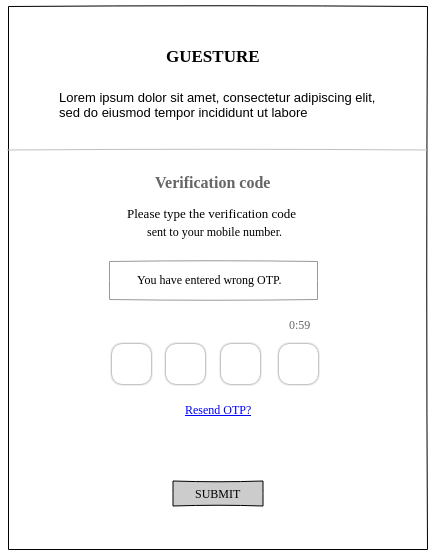 GUESTURE
Lorem ipsum dolor sit amet, consectetur adipiscing elit,
sed do eiusmod tempor incididunt ut labore
Verification code
Please type the verification code
sent to your mobile number.
You have entered wrong OTP.
0:59
Resend OTP?
SUBMIT